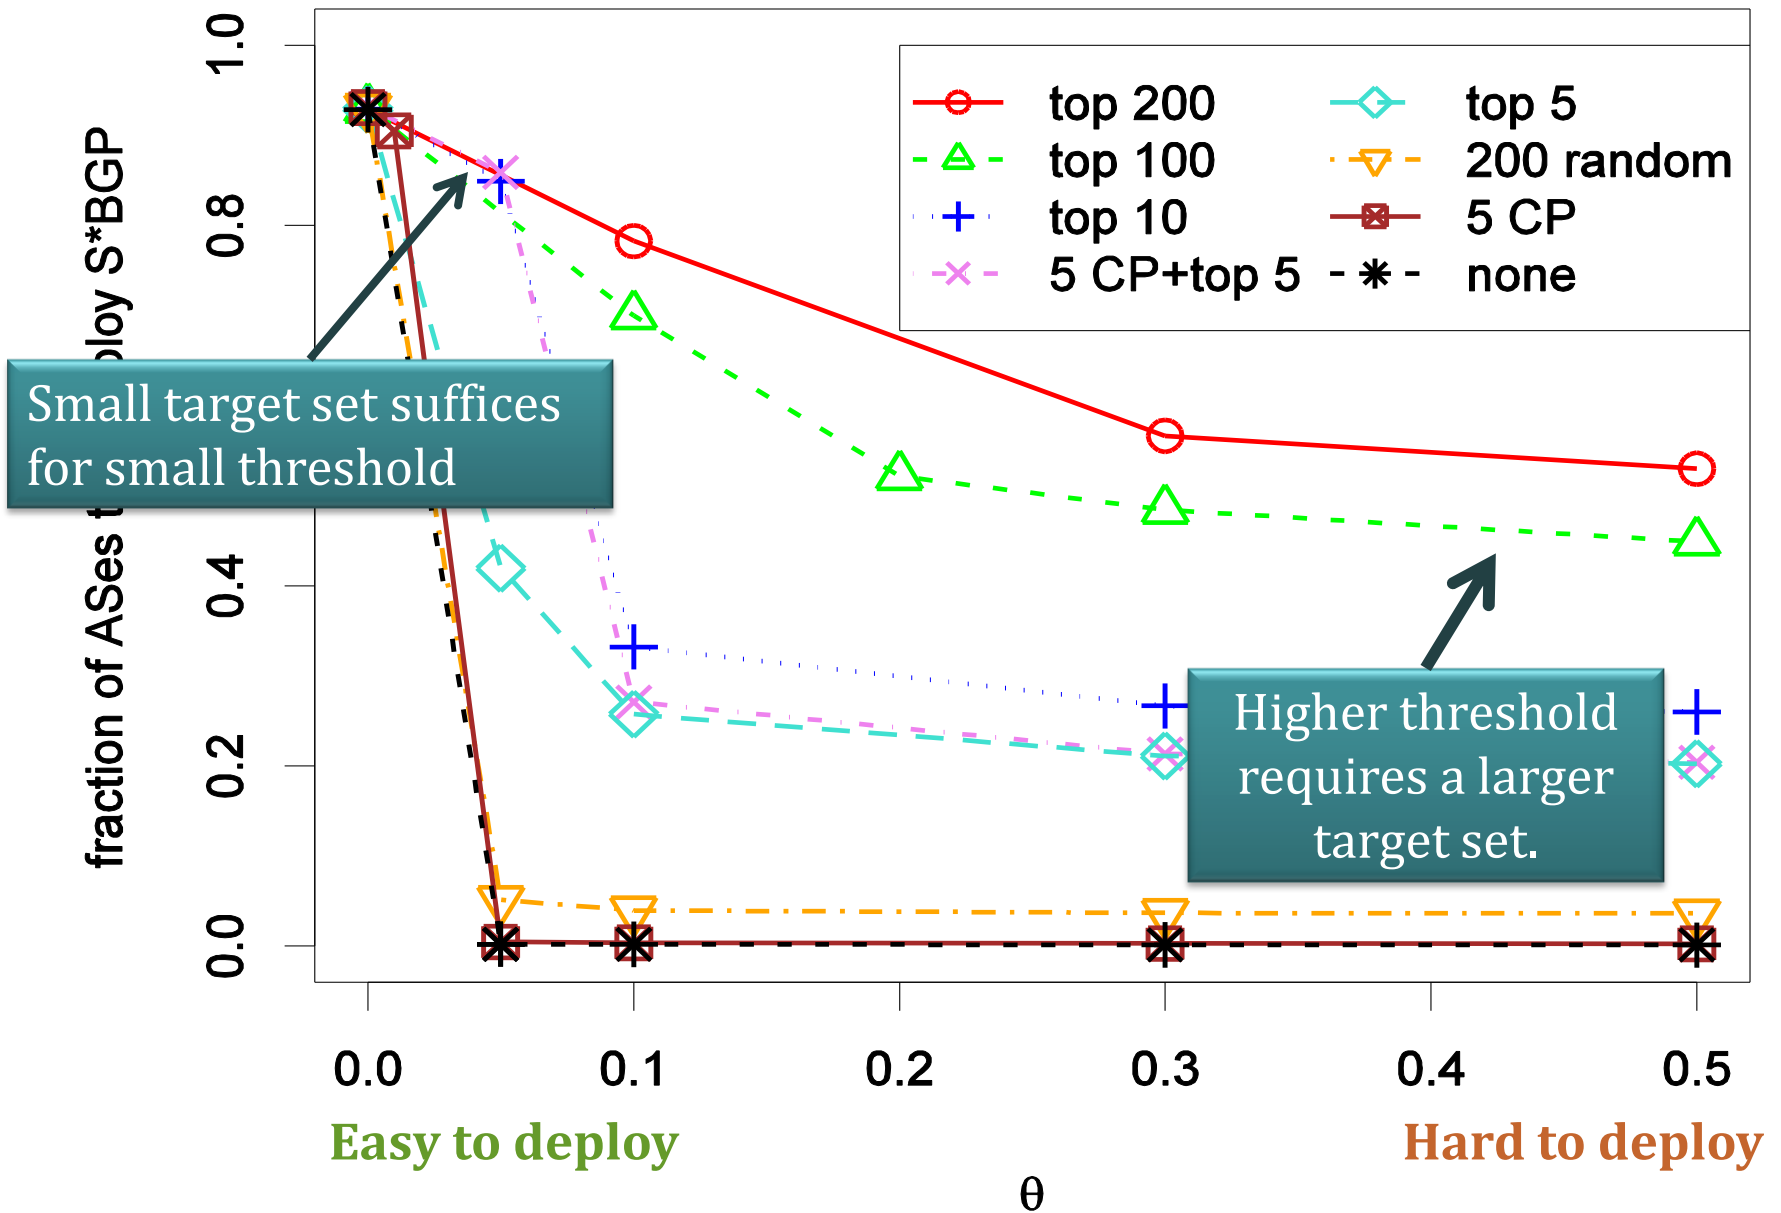 fraction of ASes t ploy S*BGP
1.0
0.8
0.4
0.2
0.0
top 200
top 100
top 10
5 CP+top 5
top 5
200 random
5 CP
none
Small target set suffices
for small threshold
Higher threshold
requires a larger
target set.
0.0 0.1 0.2 0.3 0.4 0.5
Easy to deploy
Hard to deploy
θ